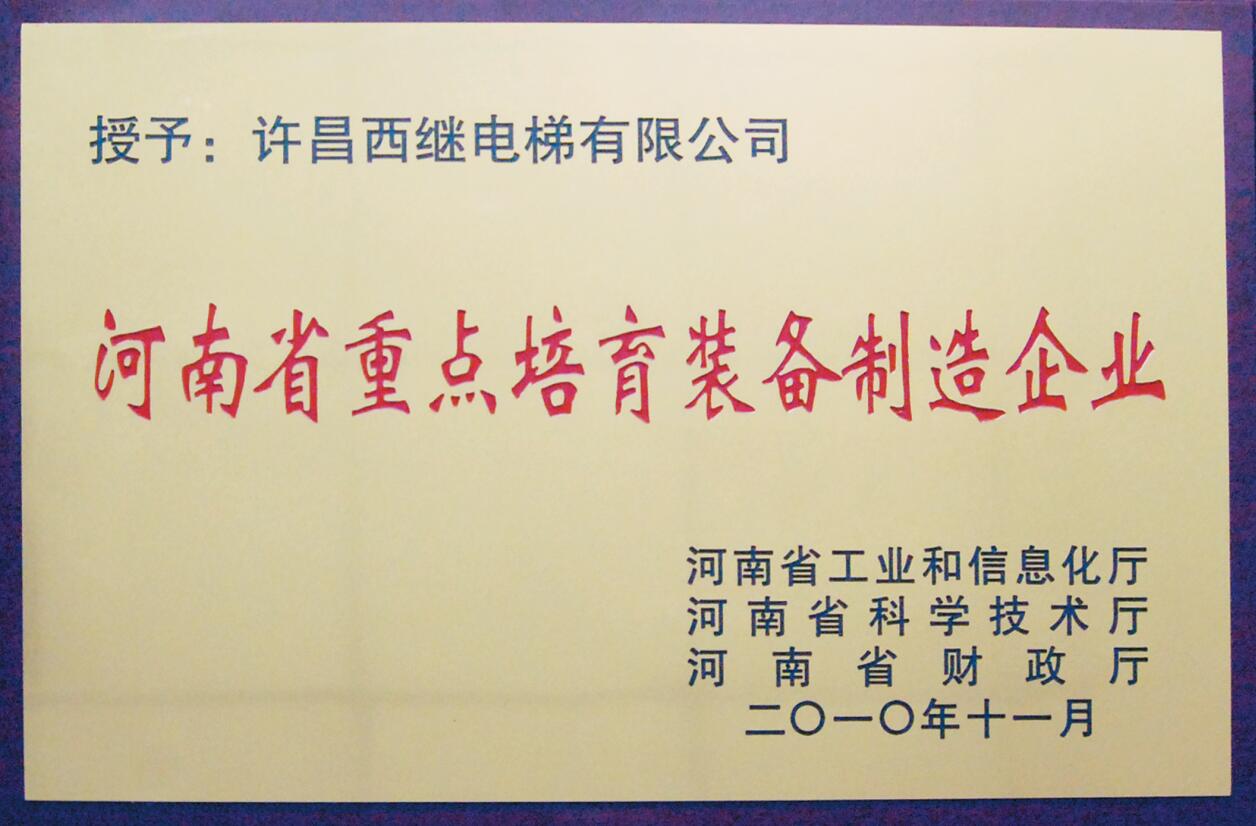 授予：许昌西继电梯有限公司
河南省重点培育装备制造企业
河南省工业和信息化厅
河南省科学技术厅
河南省财政厅
二〇一〇年十一月